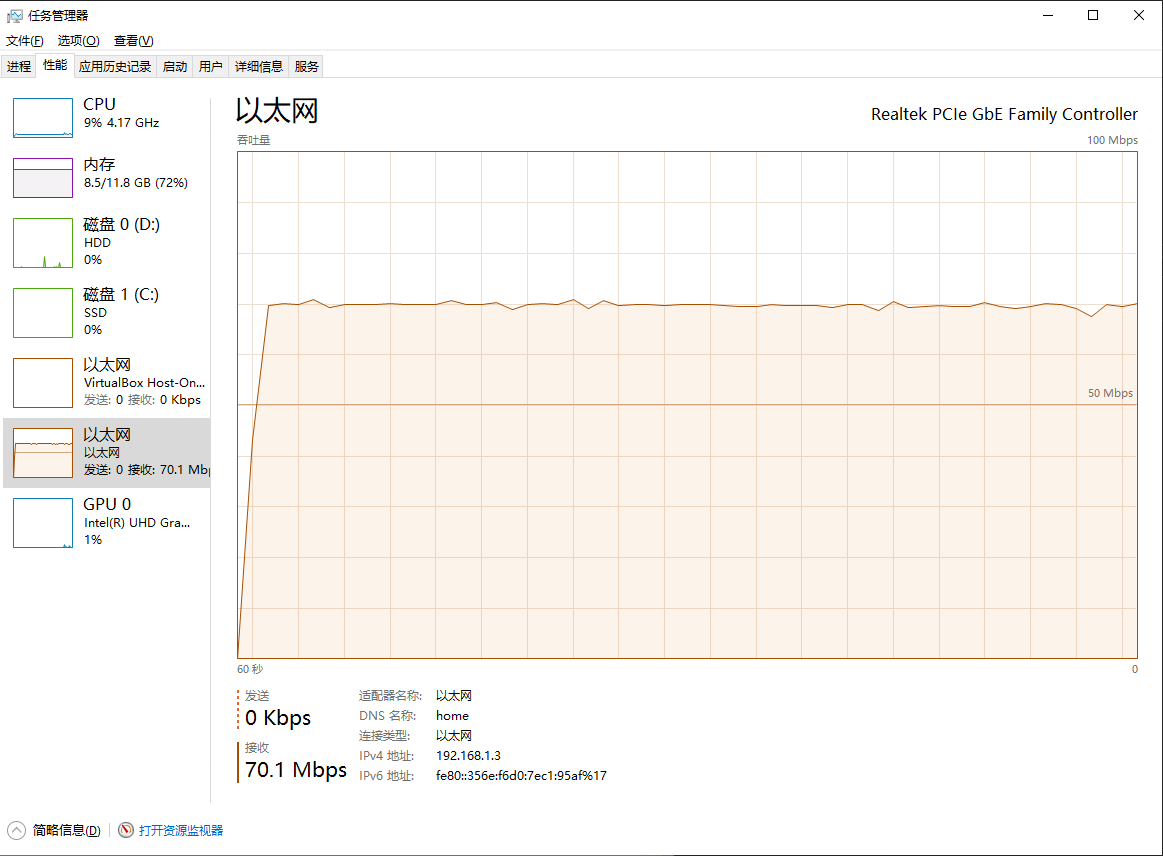 任务管理器
文件(F) 选项(O) 查看(V)
进程 性能 应用历史记录 启动 用户 详细信息 服务
CPU
9% 4.17 GHz
内存
8.5/11.8 GB (72%)
磁盘 0 (D:)
HDD
0%
磁盘 1 (C:)
SSD
0%
以太网
VirtualBox Host-On...
发送: 0 接收: 0 Kbps
以太网
以太网
发送: 0 接收: 70.1 Mbp
GPU 0
Intel(R) UHD Gra...
1%
以太网
Realtek PCIe GbE Family Controller
吞吐量
100 Mbps
50 Mbps
60 秒
0
发送
0 Kbps
接收
70.1 Mbps
适配器名称: 以太网
DNS 名称: home
连接类型: 以太网
IPv4 地址: 192.168.1.3
IPv6 地址: fe80::356e:f6d0:7ec1:95af%17
简略信息(D)
打开资源监视器